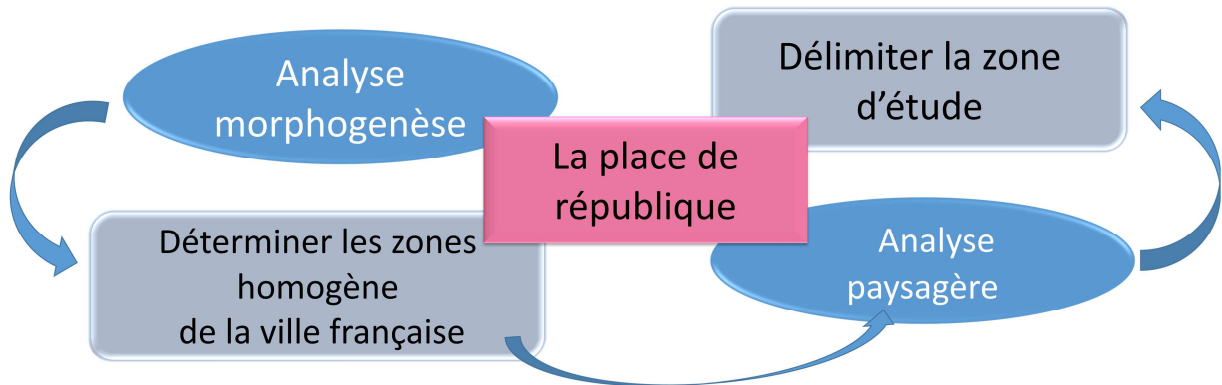 Analyse
morphogenèse
Déterminer les zones
homogène
de la ville française
La place de
république
Analyse
paysagère
Délimiter la zone
d'étude